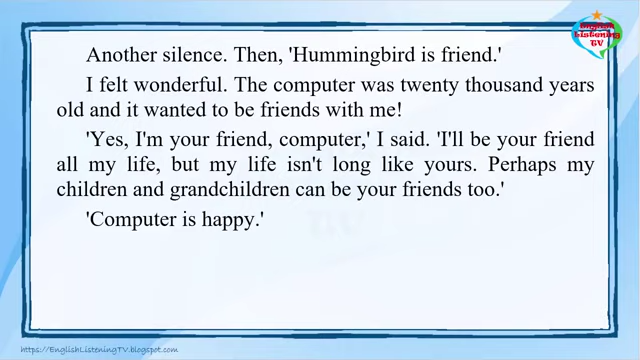 English
Listening
TV
Another silence. Then, 'Hummingbird is friend.'
I felt wonderful. The computer was twenty thousand years
old and it wanted to be friends with me!
'Yes, I'm your friend, computer,' I said. 'I'll be your friend
all my life, but my life isn't long like yours. Perhaps my
children and grandchildren can be your friends too.'
'Computer is happy.'
https://EnglishListeningTV.blogspot.com